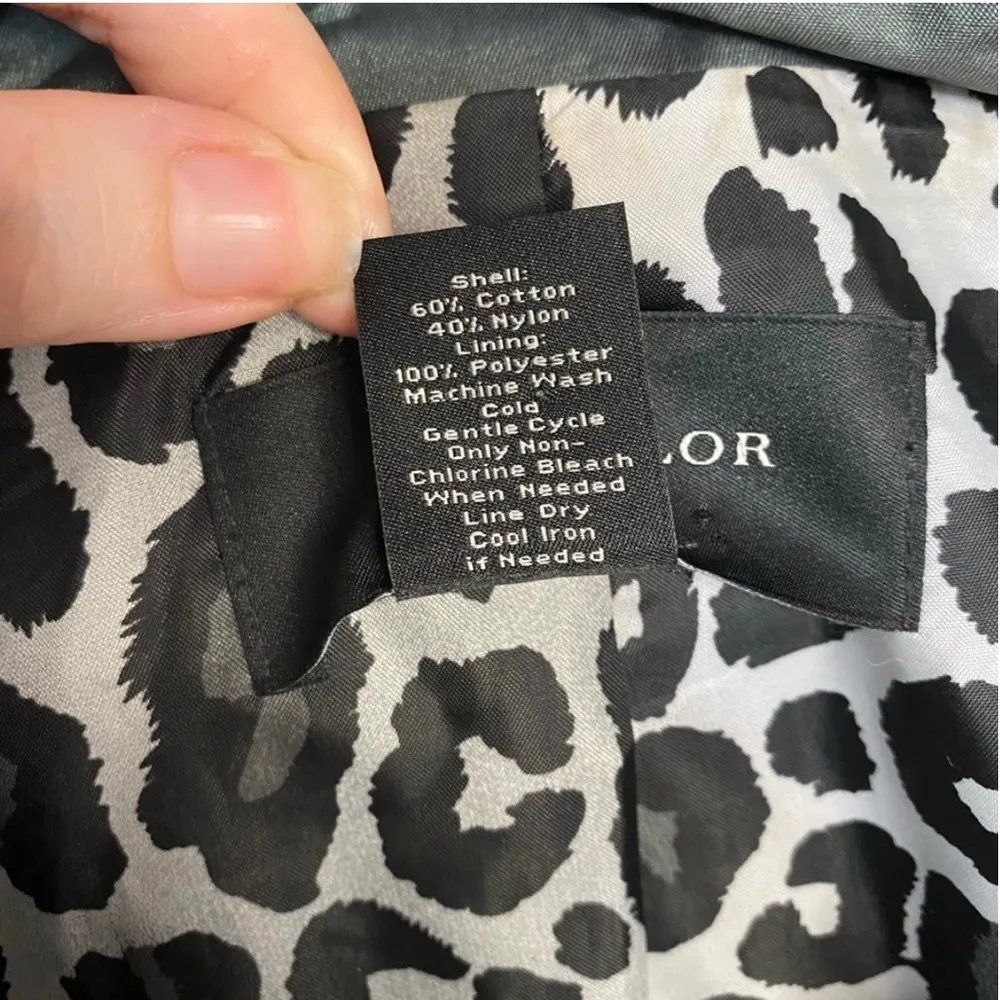 Shell:
60% Cotton
40% Nylon
Lining:
100% Polyester
Machine Wash
Cold
Gentle Cycle
Only Non-
Chlorine Bleach
When Needed
Line Dry
Cool Iron
if Needed
LOR